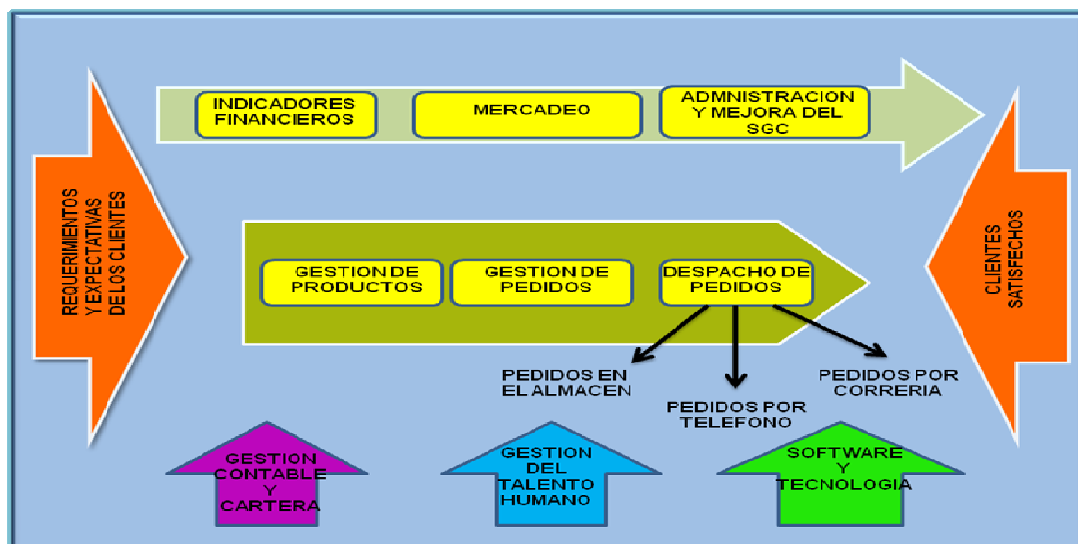 INDICADORES
FINANCIEROS
MERCADEO
ADMNISTRACION
Y MEJORA DEL
SGC
REQUERIMIENTOS
Y EXPECTATIVAS
DE LOS CLIENTES
CLIENTES
SATISFECHOS
GESTION DE
PRODUCTOS
GESTION DE
PEDIDOS
DESPACHO DE
PEDIDOS
PEDIDOS EN
EL ALMACEN
PEDIDOS POR
TELEFONO
PEDIDOS POR
CORRERIA
GESTION
CONTABLE
Y
CARTERA
GESTION
DEL
TALENTO
HUMANO
SOFTWARE
Y
TECNOLOGIA